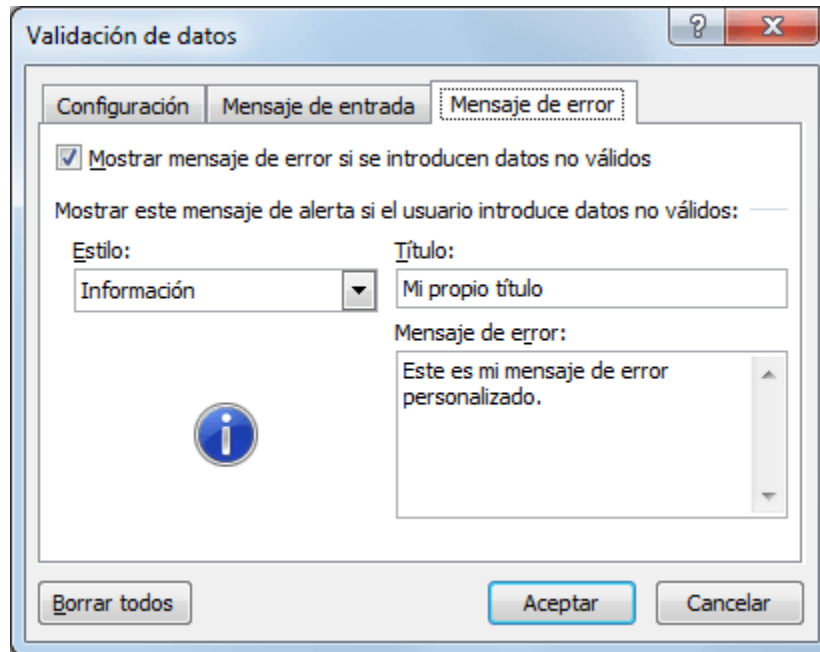 Validación de datos
Configuración
Mensaje de entrada
Mensaje de error
Mostrar mensaje de error si se introducen datos no válidos
Mostrar este mensaje de alerta si el usuario introduce datos no válidos:
Estilo:
Título:
Información
Mi propio título
Mensaje de error:
Este es mi mensaje de error
personalizado.
Borrar todos
Aceptar
Cancelar